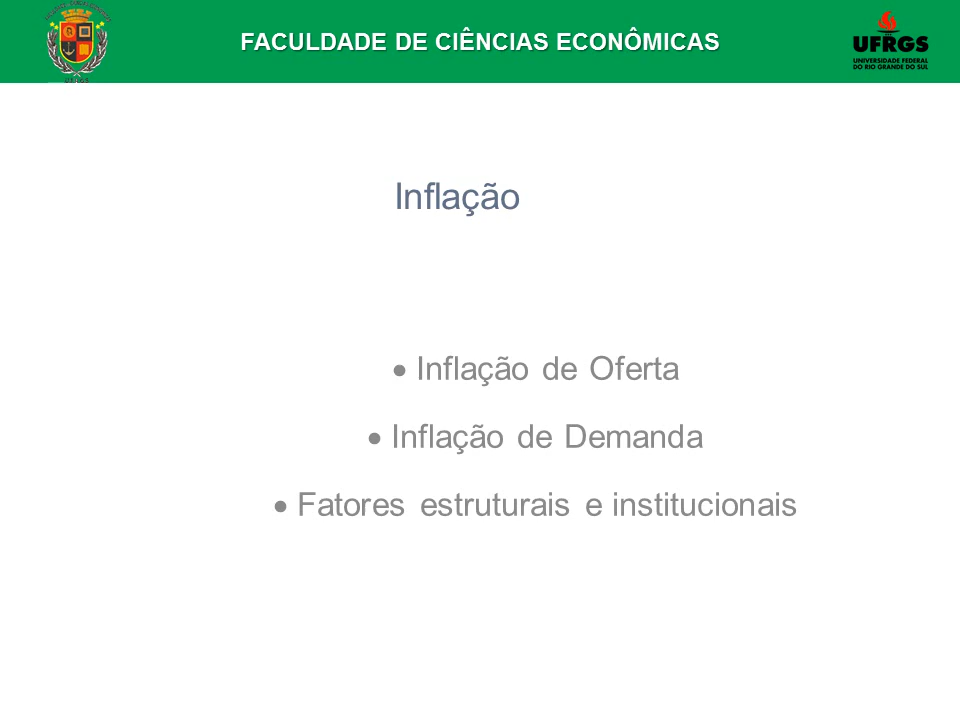 FACULDADE DE CIÊNCIAS ECONÔMICAS
UFRGS
UNIVERSIDADE FEDERAL
DO RIO GRANDE DO SUL
Inflação
• Inflação de Oferta
• Inflação de Demanda
• Fatores estruturais e institucionais